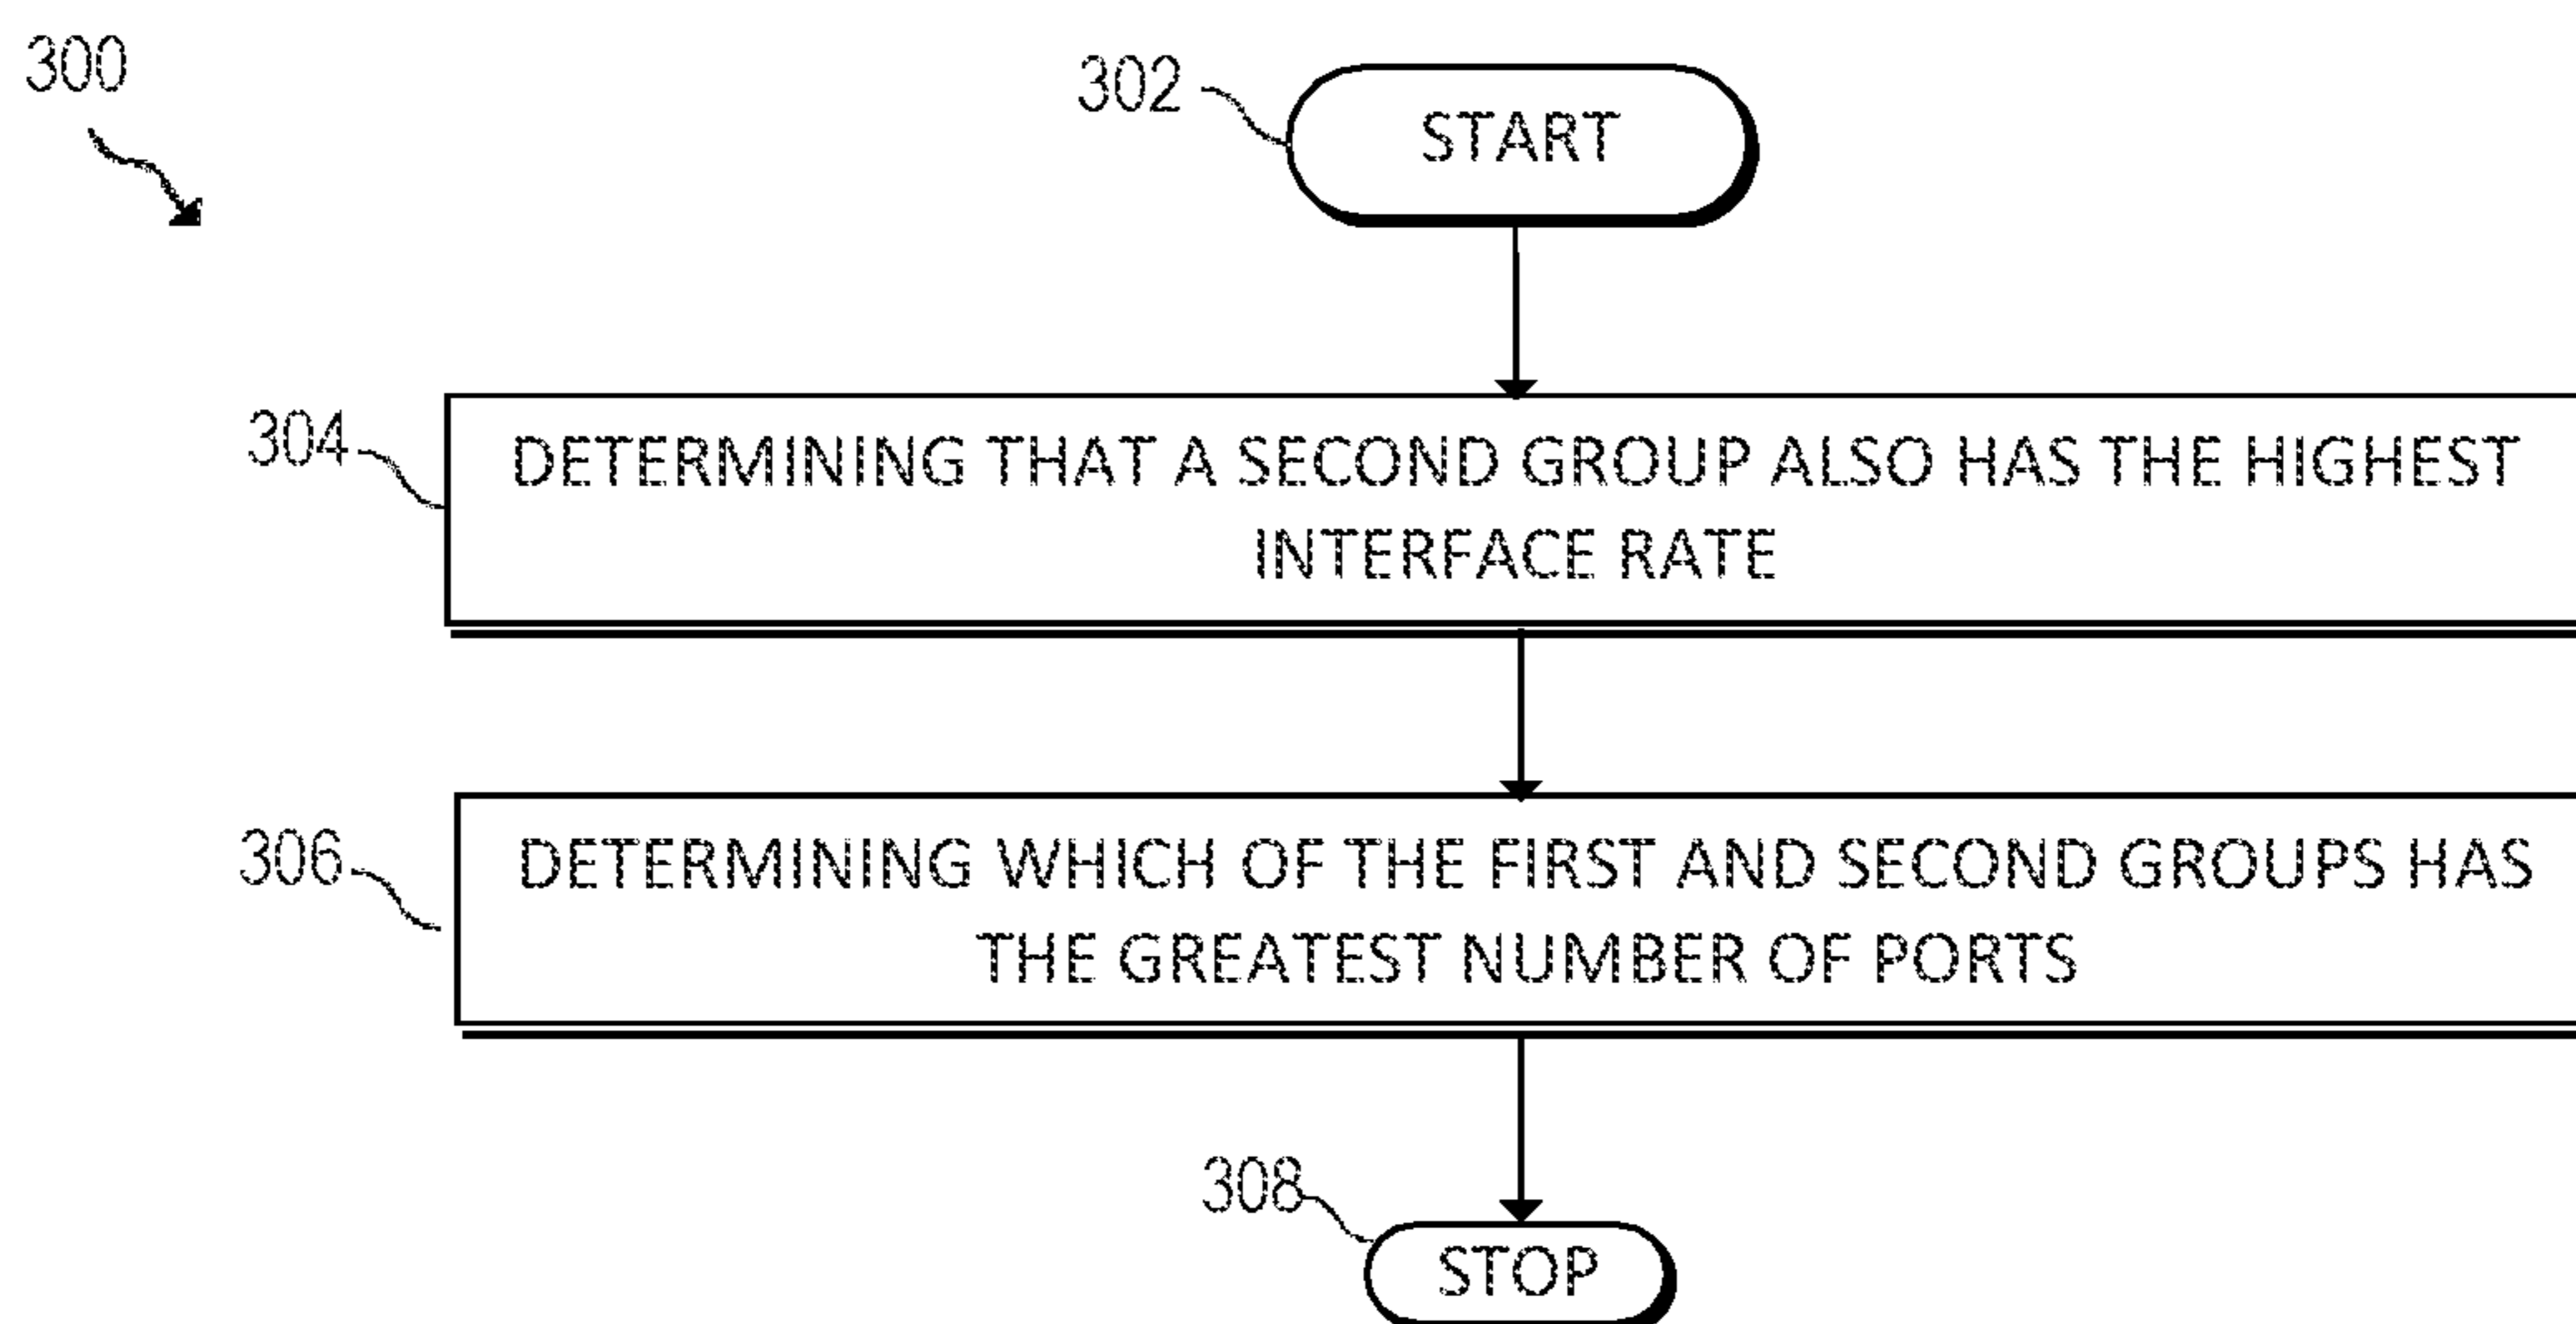 300
302
START
304
DETERMINING THAT A SECOND GROUP ALSO HAS THE HIGHEST
INTERFACE RATE
306
DETERMINING WHICH OF THE FIRST AND SECOND GROUPS HAS
THE GREATEST NUMBER OF PORTS
308
STOP